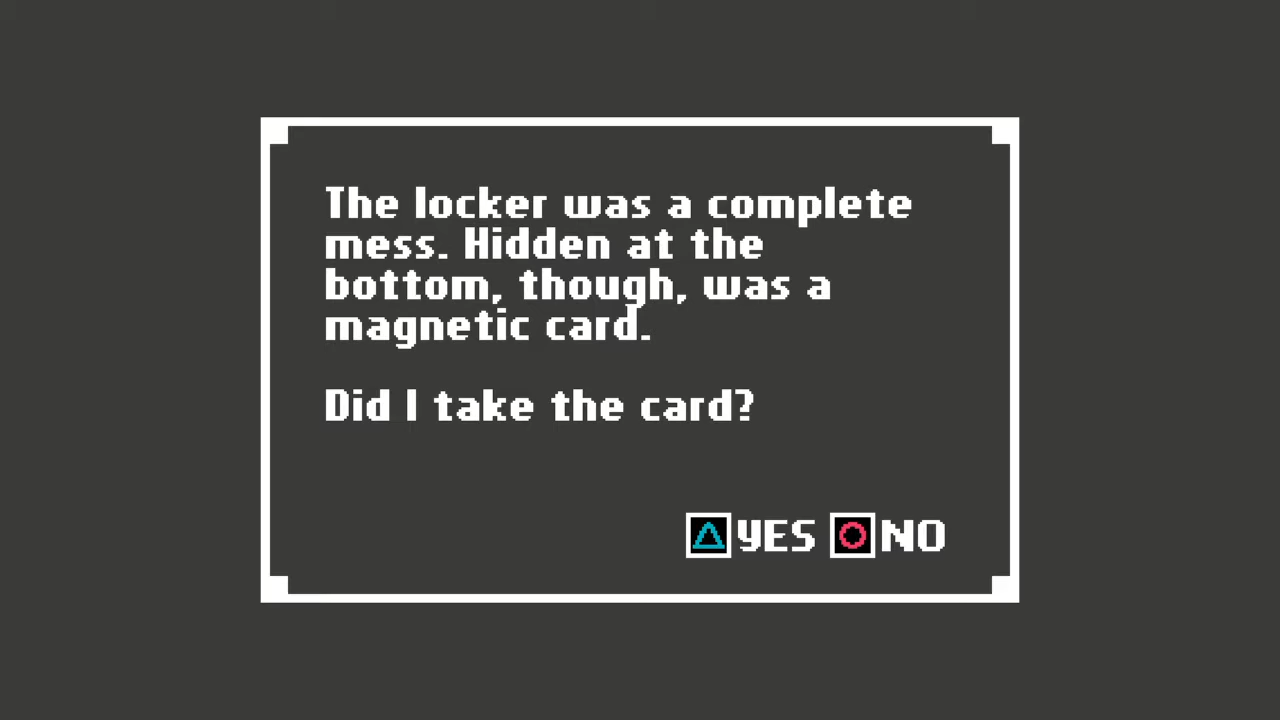 The locker was a complete
mess. Hidden at the
bottom, though, was a
magnetic card.
Did I take the card?
YES NO